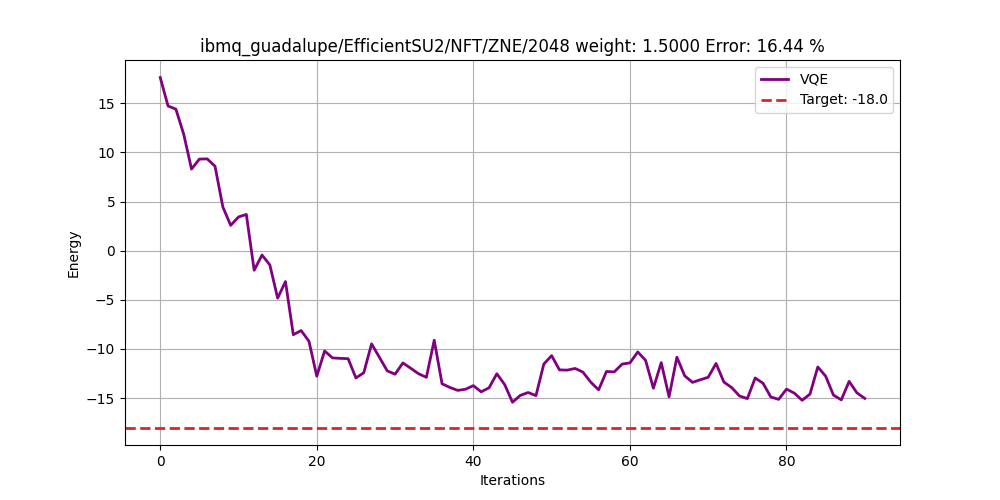 ibmq_guadalupe/EfficientSU2/NFT/ZNE/2048 weight: 1.5000 Error: 16.44 %
VQE
Target: -18.0
Energy
15
10
5
0
−5
−10
−15
0 20 40 60 80
Iterations